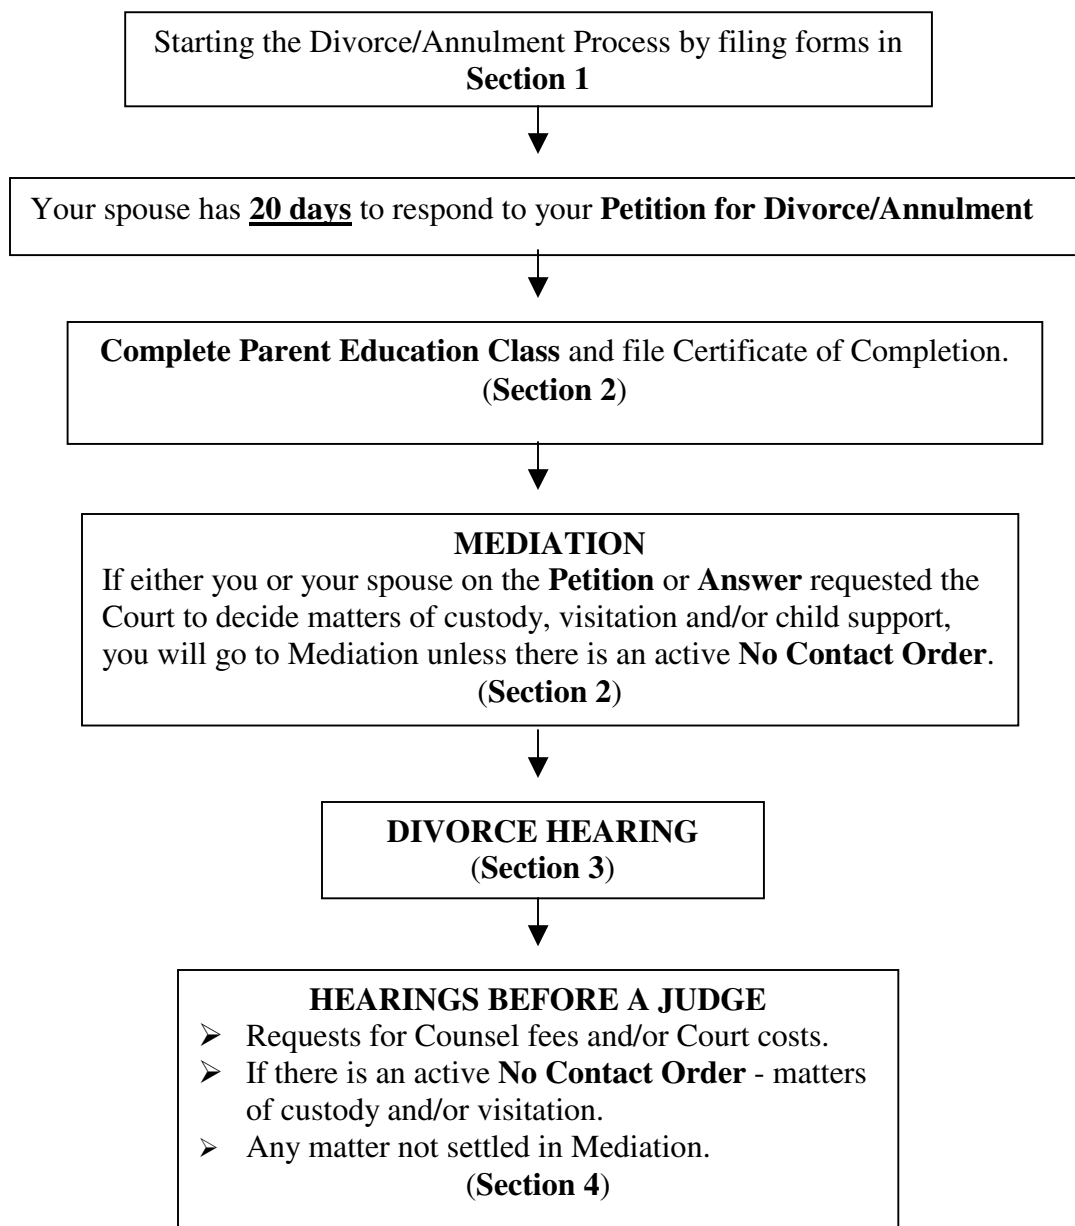 Starting the Divorce/Annulment Process by filing forms in
Section 1
Your spouse has 20 days to respond to your Petition for Divorce/Annulment
Complete Parent Education Class and file Certificate of Completion.
(Section 2)
MEDIATION
If either you or your spouse on the Petition or Answer requested the
Court to decide matters of custody, visitation and/or child support,
you will go to Mediation unless there is an active No Contact Order.
(Section 2)
DIVORCE HEARING
(Section 3)
HEARINGS BEFORE A JUDGE
➢ Requests for Counsel fees and/or Court costs.
➢ If there is an active No Contact Order - matters
of custody and/or visitation.
➢ Any matter not settled in Mediation.
(Section 4)